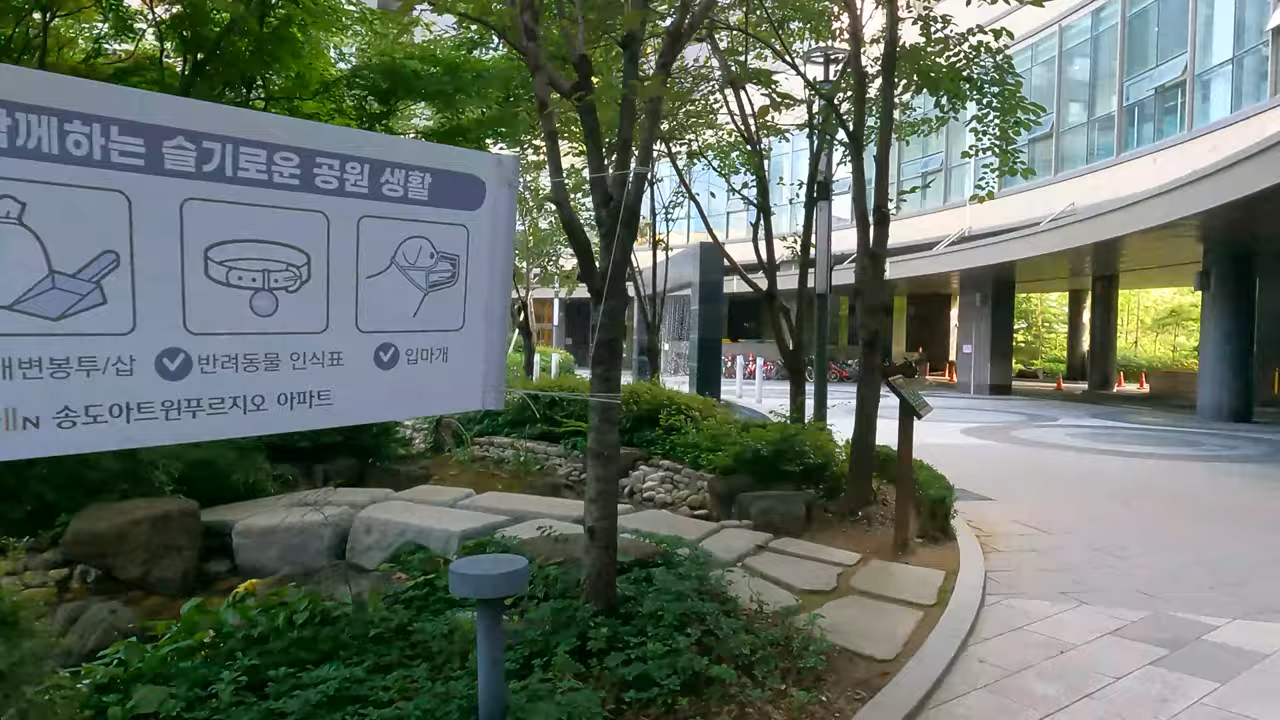 함께하는 슬기로운 공원 생활
배변봉투/삽
반려동물 인식표
입마개
송도아트윈푸르지오 아파트